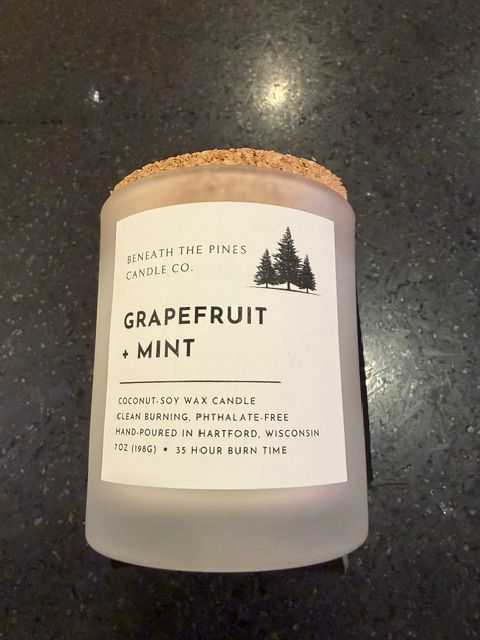 BENEATH THE PINES
CANDLE CO.
GRAPEFRUIT
+ MINT
COCONUT-SOY WAX CANDLE
CLEAN BURNING, PHTHALATE-FREE
HAND-POURED IN HARTFORD, WISCONSIN
7OZ (198G) • 35 HOUR BURN TIME